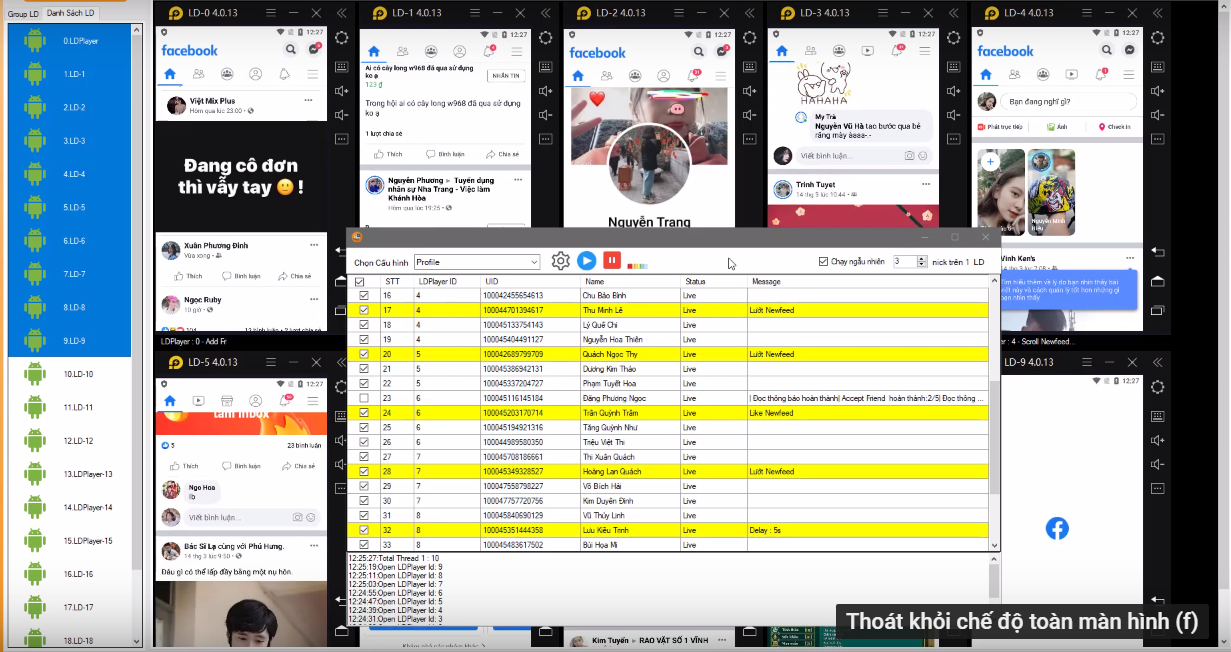 Group LD
Danh Sách LD
0.LDPlayer
1.LD-1
2.LD-2
3.LD-3
4.LD-4
5.LD-5
6.LD-6
7.LD-7
8.LD-8
9.LD-9
10.LD-10
11.LD-11
12.LD-12
13.LDPlayer-13
14.LDPlayer-14
15.LDPlayer-15
16.LD-16
17.LD-17
18.LD-18
LD-0 4.0.13
12:27
facebook
Việt Mix Plus
Hôm qua lúc 23:00
Đang cô đơn
thì vẫy tay 🙂 !
Xuân Phương Đinh
Vừa xong
Thích Bình luận Chia sẻ
Ngọc Ruby
10 giờ
LDPlayer : 0 - Add Fr
LD-1 4.0.13
12:27
Ai có cây long w968 đã qua sử dụng
ko ạ
123 ₫
NHẮN TIN
Trong hội ai có cây long w968 đã qua sử dụng
ko ạ
1 lượt chia sẻ
Thích Bình luận Chia sẻ
Nguyễn Phương ▸ Tuyển dụng
nhân sự Nha Trang - Việc làm
Khánh Hòa
Hôm qua lúc 19:25
LD-2 4.0.13
12:27
facebook
Nguyễn Trang
LD-3 4.0.13
12:27
HAHAHA
My Trà
Nguyễn Vũ Hà tao bước qua bê
răng mày àaaa-.-
Viết bình luận...
Trinh Tuyet
14 thg 3 lúc 10:44
LD-4 4.0.13
12:27
facebook
Bạn đang nghĩ gì?
Phát trực tiếp Ảnh Check in
Nguyễn Minh
Hiếu
Vinh Ken's
14 thg 3 lúc 7:08
Tìm hiểu thêm về lý do bạn nhìn thấy bài
viết này và cách quản lý tốt hơn những gì
bạn nhìn thấy
: 4 - Scroll Newfeed...
Chọn Cấu hình Profile
Chạy ngẫu nhiên 3 nick trên 1 LD
STT LDPlayer ID UID Name Status Message
16 4 100042455654613 Chu Bảo Bình Live
17 4 100044701394617 Thu Minh Lê Live Lướt Newfeed
18 4 100045133754143 Lý Quế Chi Live
19 4 100045404491127 Nguyễn Hoa Thiên Live
20 5 100042689799709 Quách Ngọc Thy Live Lướt Newfeed
21 5 100045386942131 Dương Kim Thảo Live
22 5 100045337204727 Phạm Tuyết Hoa Live
23 6 100045116145184 Đặng Phương Ngọc Live | Đọc thông báo hoàn thành| Accept Friend hoàn thành:2/5| Đọc thông ...
24 6 100045203170714 Trần Quỳnh Trâm Live Like Newfeed
25 6 100045194921316 Tăng Quỳnh Như Live
26 6 100044989580350 Triệu Việt Thi Live
27 7 100045708186661 Thi Xuân Quách Live
28 7 100045349328527 Hoàng Lan Quách Live Lướt Newfeed
29 7 100047558798227 Võ Bích Hải Live
30 7 100047757720756 Kim Duyên Đinh Live
31 8 100045840690129 Vũ Thùy Linh Live
32 8 100045351444358 Lưu Kiều Trinh Live Delay : 5s
33 8 100045483617502 Bùi Họa Mi Live
12:25:27:Total Thread 1 : 10
12:25:19:Open LDPlayer Id: 9
12:25:11:Open LDPlayer Id: 8
12:25:03:Open LDPlayer Id: 7
12:24:55:Open LDPlayer Id: 6
12:24:47:Open LDPlayer Id: 5
12:24:39:Open LDPlayer Id: 4
12:24:31:Open LDPlayer Id: 3
LD-5 4.0.13
12:27
tâm inbox
5 23 bình luận
Thích Bình luận Chia sẻ
Ngo Hoa
Ib
Viết bình luận...
Bác Sĩ Lạ cùng với Phú Hưng.
14 thg 3 lúc 9:50
Đâu gì có thể lấp đầy bằng một nụ hôn.
LD-9 4.0.13
12:27
Kim Tuyến ▸ RAO VẶT SỐ 1 VĨNH
Thoát khỏi chế độ toàn màn hình (f)